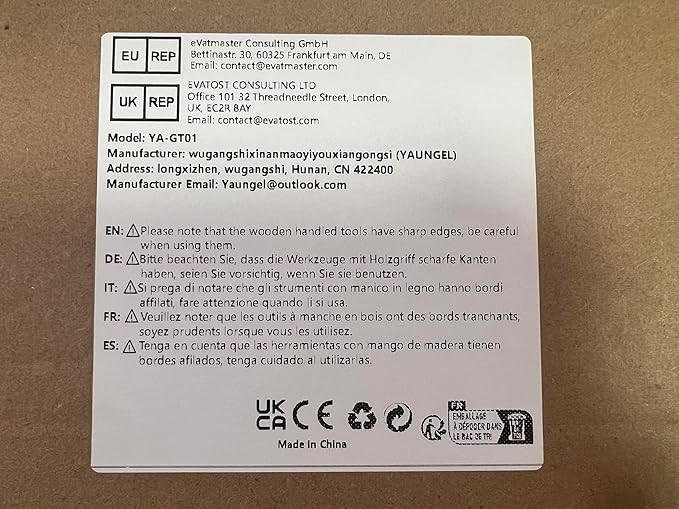 EU REP
eVatmaster Consulting GmbH
Bettinastr. 30, 60325 Frankfurt am Main, DE
Email: contact@evatmaster.com
UK REP
EVATOST CONSULTING LTD
Office 101 32 Threadneedle Street, London,
UK, EC2R 8AY
Email: contact@evatost.com
Model: YA-GT01
Manufacturer: wugangshixinanmaoyiyouxiangongsi (YAUNGEL)
Address: longxizhen, wugangshi, Hunan, CN 422400
Manufacturer Email: Yaungel@outlook.com
EN: ⚠Please note that the wooden handled tools have sharp edges, be careful
when using them.
DE: ⚠Bitte beachten Sie, dass die Werkzeuge mit Holzgriff scharfe Kanten
haben, seien Sie vorsichtig, wenn Sie sie benutzen.
IT: ⚠Si prega di notare che gli strumenti con manico in legno hanno bordi
affilati, fare attenzione quando li si usa.
FR: ⚠Veuillez noter que les outils à manche en bois ont des bords tranchants,
soyez prudents lorsque vous les utilisez.
ES: ⚠Tenga en cuenta que las herramientas con mango de madera tienen
bordes afilados, tenga cuidado al utilizarlas.
UK
CA
CE
FR
EMBALLAGE
À DÉPOSER DANS
LE BAC DE TRI
Made in China